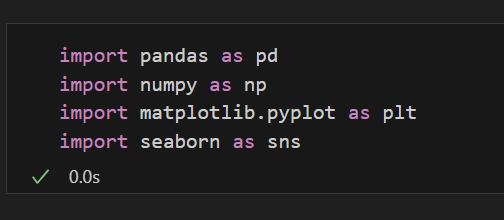 import pandas as pd
import numpy as np
import matplotlib.pyplot as plt
import seaborn as sns
0.0s